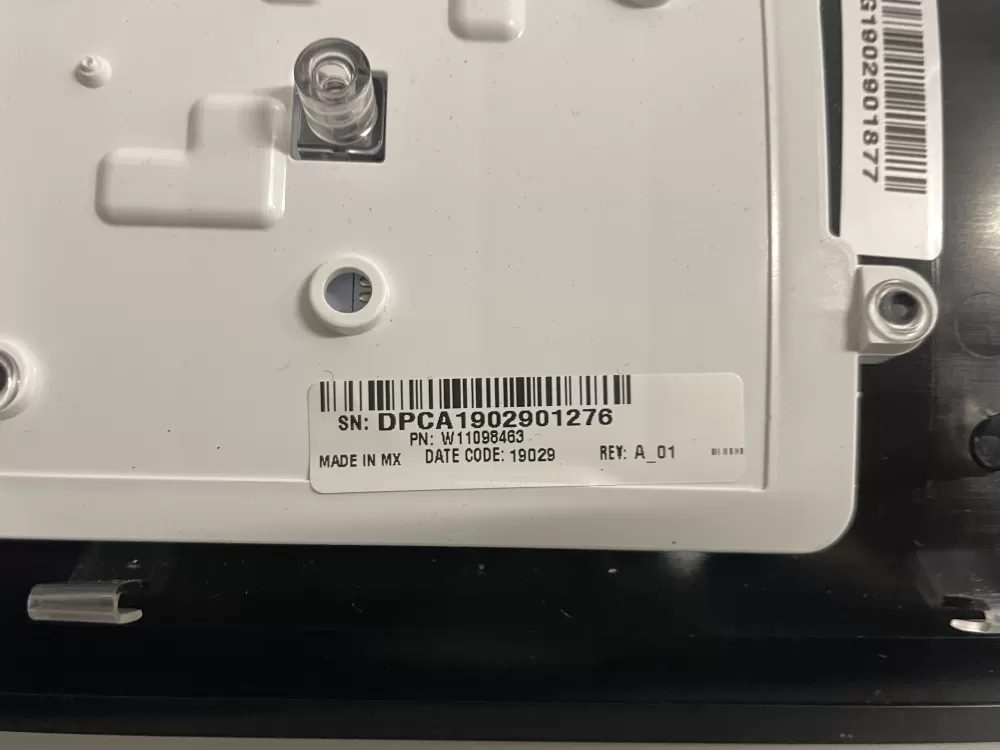 G1902901877
SN: DPCA1902901276
PN: W11098463
MADE IN MX DATE CODE: 19029 REV: A_01